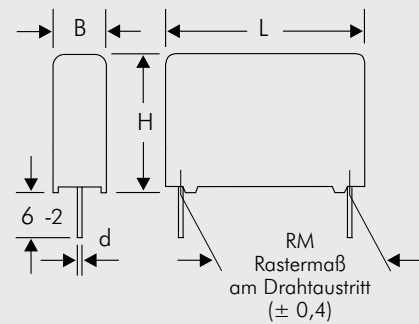 B
L
H
6 -2
d
RM
Rastermaß
am Drahtaustritt
(± 0,4)